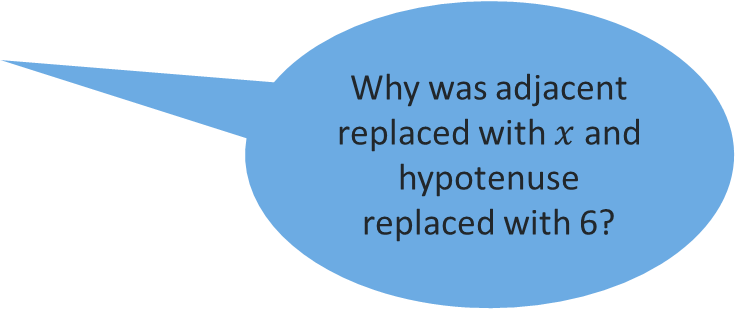 Why was adjacent
replaced with 𝑥 and
hypotenuse
replaced with 6?